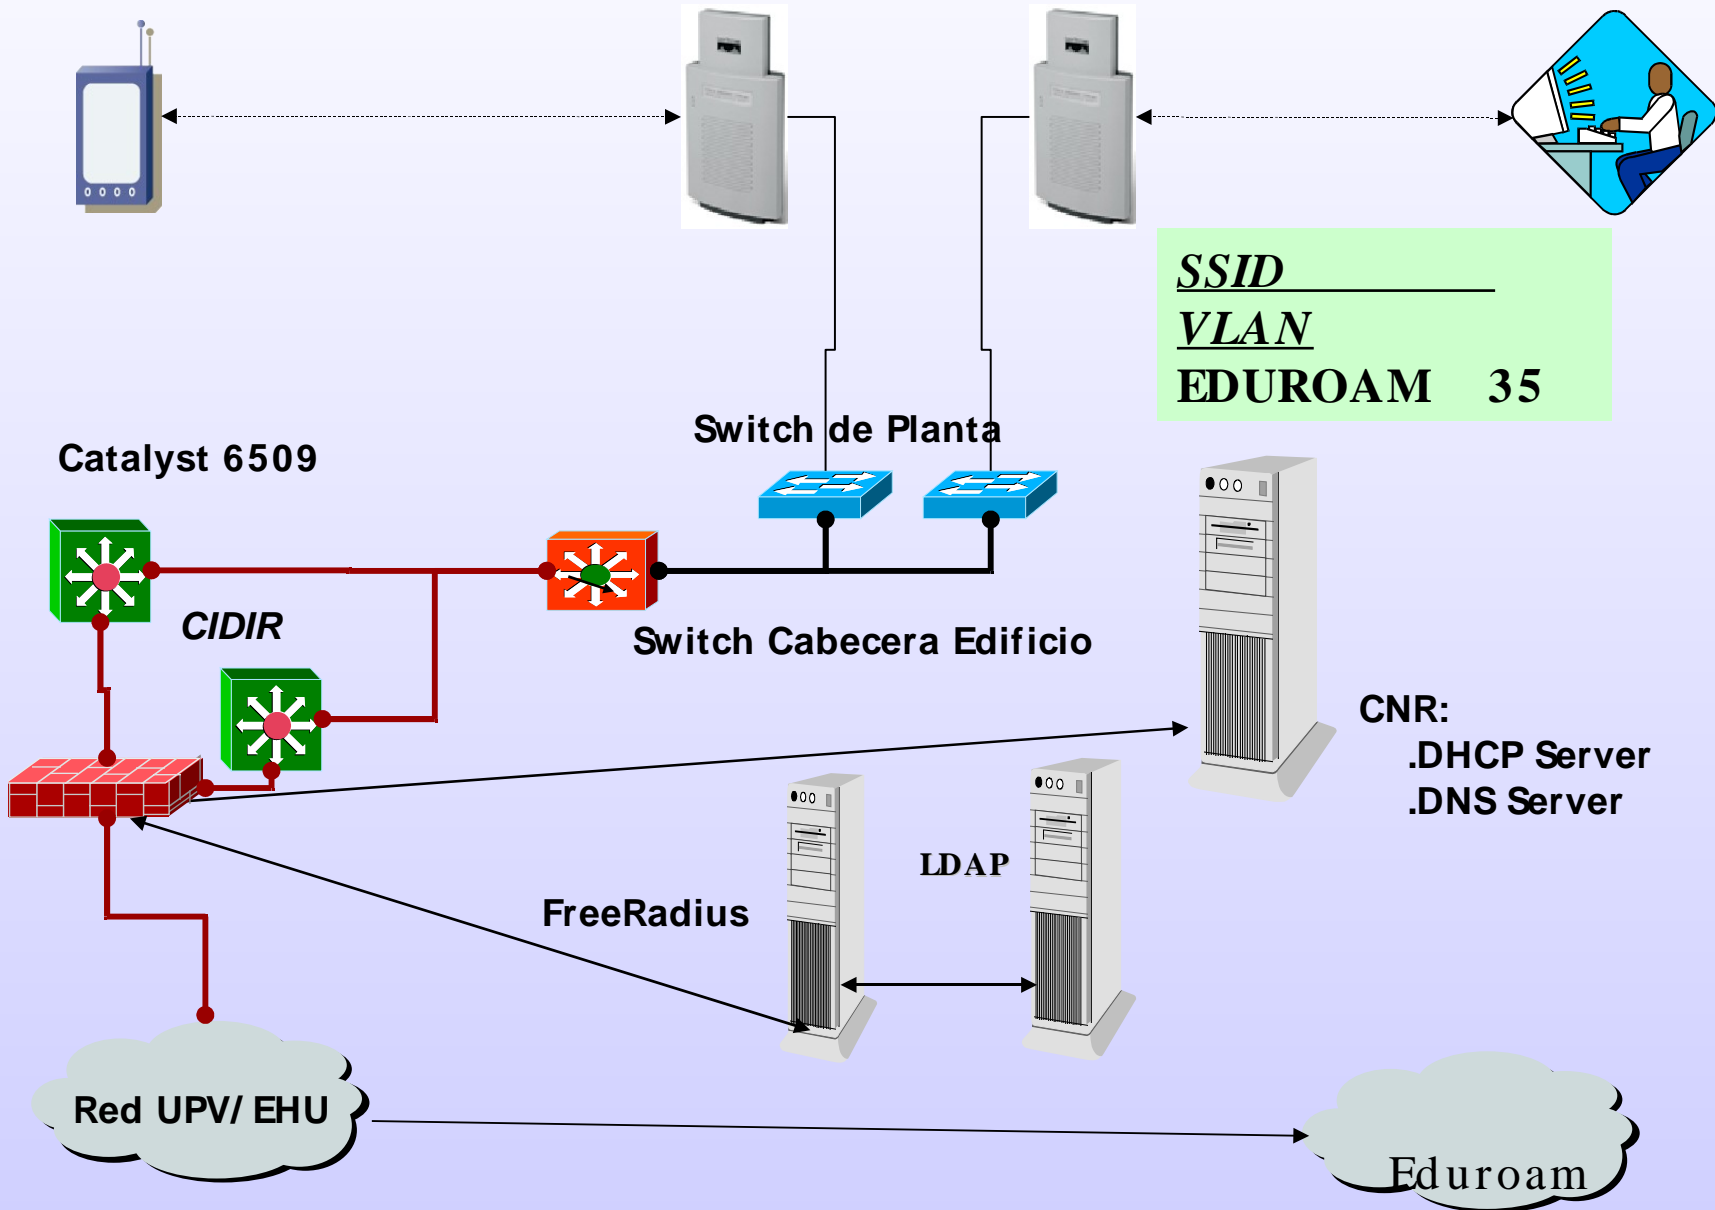 SSID
VLAN
EDUROAM 35
Switch de Planta
Catalyst 6509
CIDIR
Switch Cabecera Edificio
CNR:
.DHCP Server
.DNS Server
LDAP
FreeRadius
Red UPV/ EHU
Eduroam